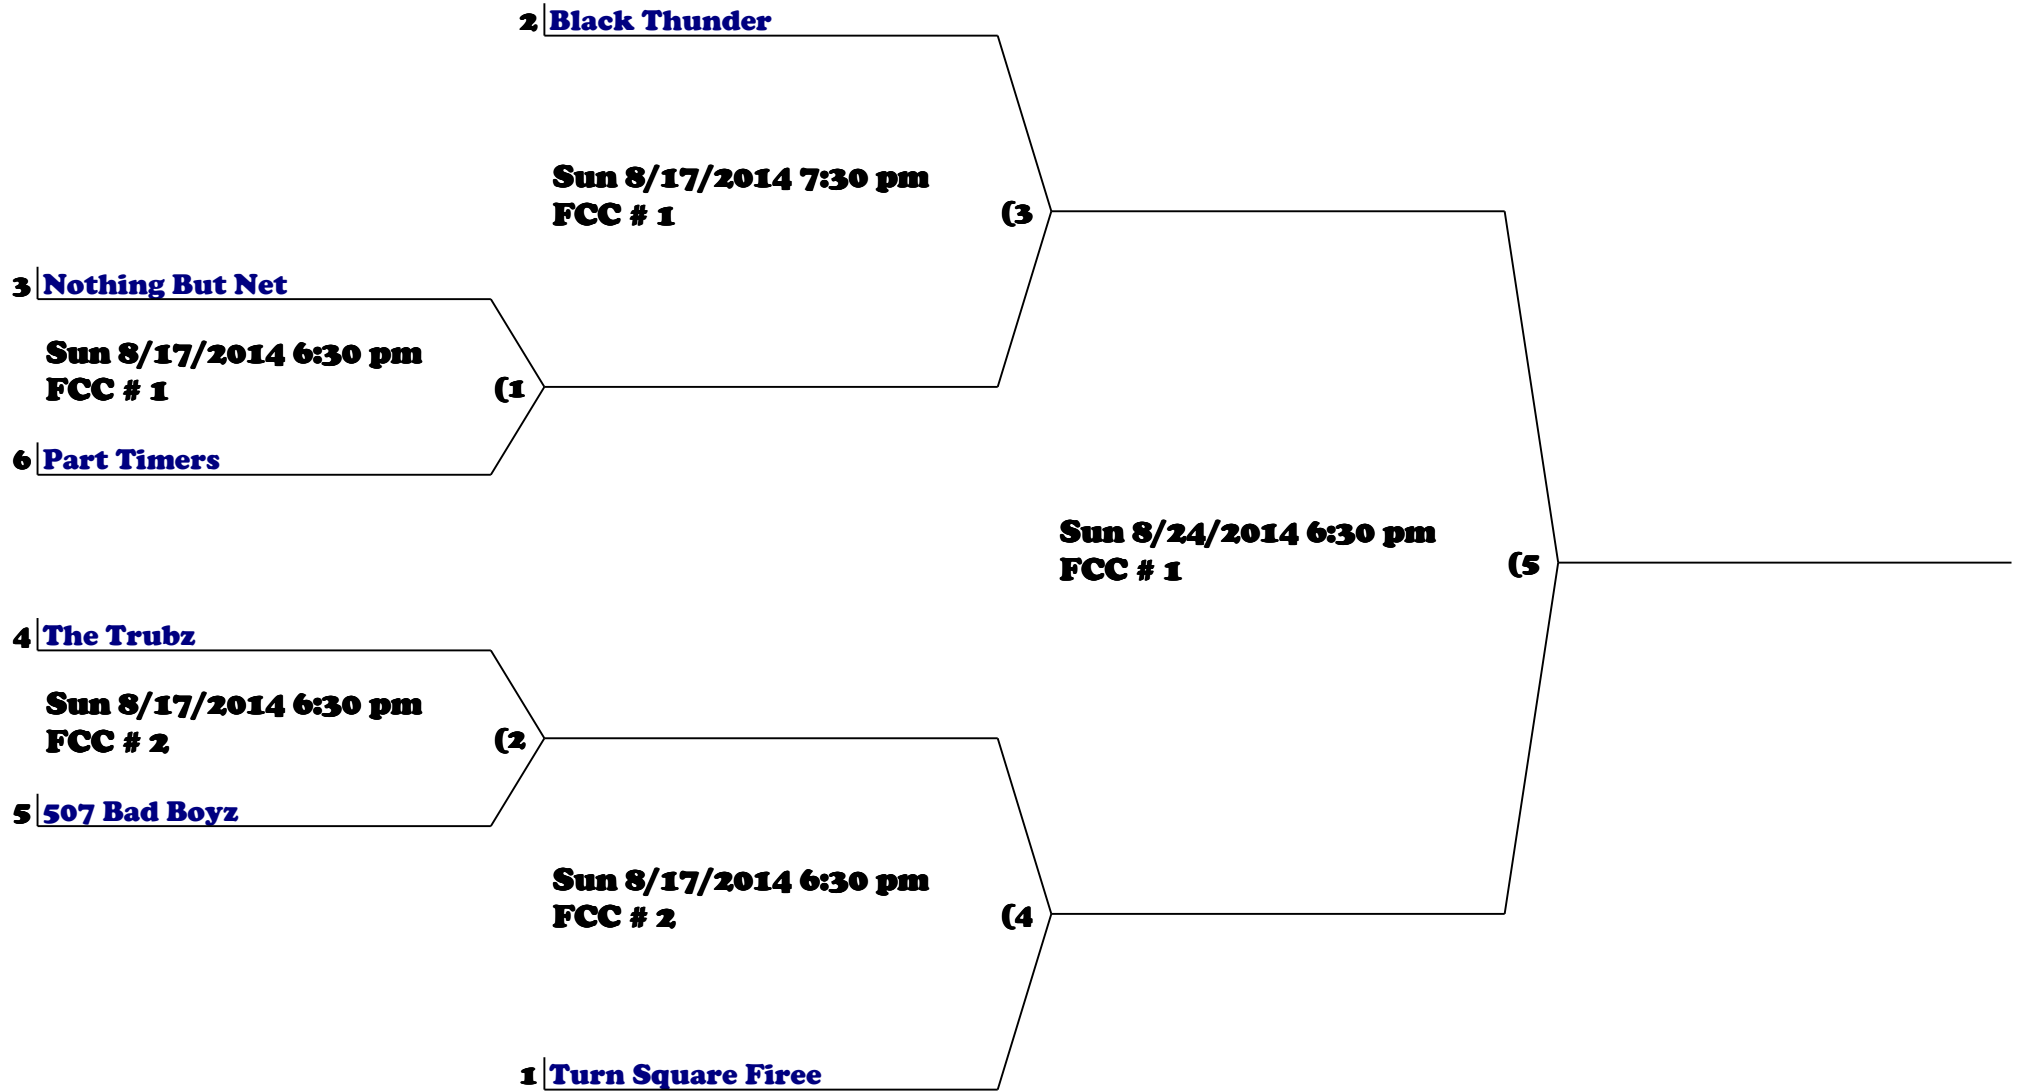 2 Black Thunder
Sun 8/17/2014 7:30 pm
FCC # 1
(3
3 Nothing But Net
Sun 8/17/2014 6:30 pm
FCC # 1
(1
6 Part Timers
Sun 8/24/2014 6:30 pm
FCC # 1
(5
4 The Trubz
Sun 8/17/2014 6:30 pm
FCC # 2
(2
5 507 Bad Boyz
Sun 8/17/2014 6:30 pm
FCC # 2
(4
1 Turn Square Firee